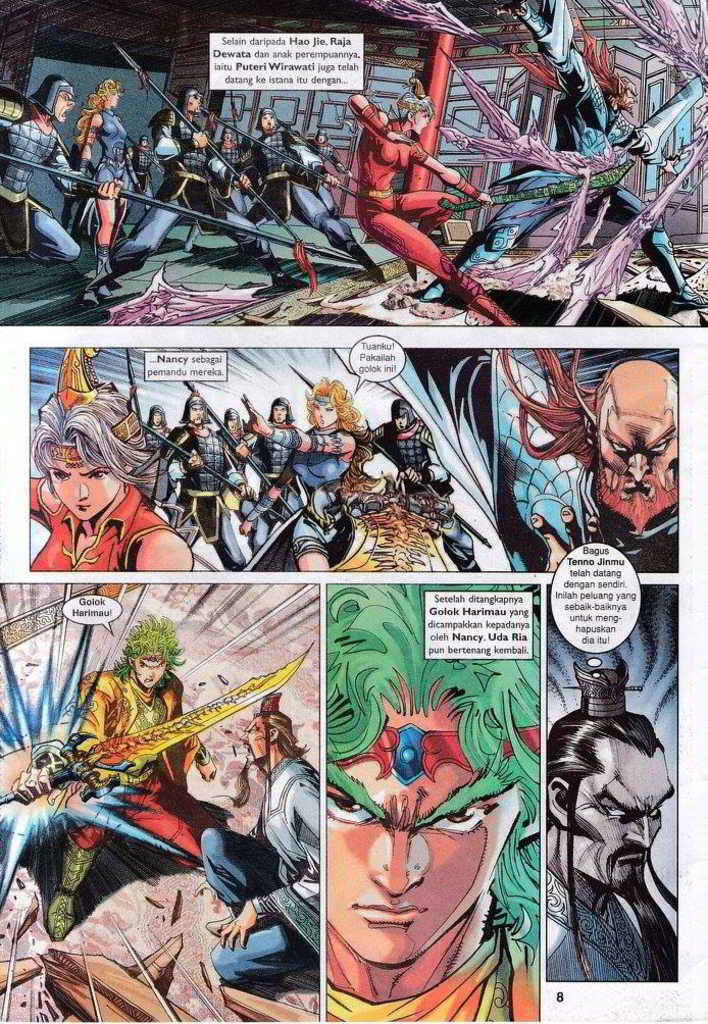 Selain daripada Hao Jie, Raja
Dewata dan anak perempuannya,
iaitu Puteri Wirawati juga telah
datang ke istana itu dengan...
...Nancy sebagai
pemandu mereka.
Tuanku!
Pakailah
golok ini!
Golok
Harimau!
Setelah ditangkapnya
Golok Harimau yang
dicampakkan kepadanya
oleh Nancy, Uda Ria
pun bertenang kembali.
Bagus
Tenno Jinmu
telah datang
dengan sendiri.
Inilah peluang yang
sebaik-baiknya
untuk meng-
hapuskan
dia itu!
8